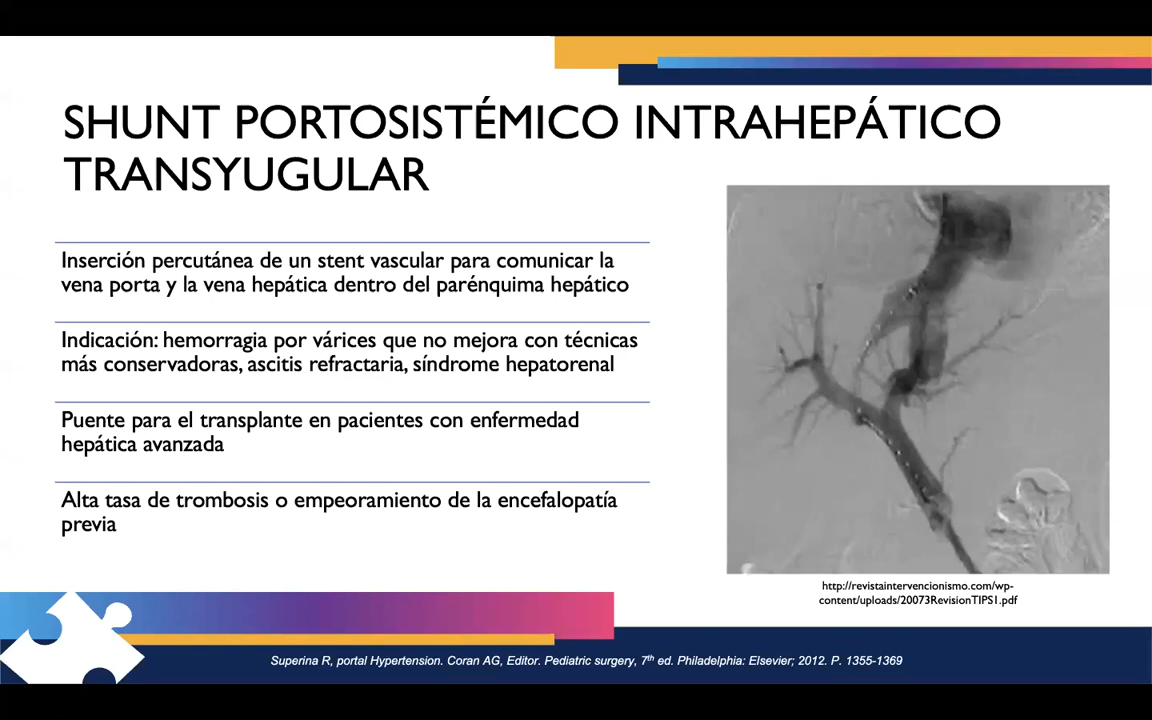 SHUNT PORTOSISTÉMICO INTRAHEPÁTICO
TRANSYUGULAR
Inserción percutánea de un stent vascular para comunicar la
vena porta y la vena hepática dentro del parénquima hepático
Indicación: hemorragia por várices que no mejora con técnicas
más conservadoras, ascitis refractaria, síndrome hepatorenal
Puente para el transplante en pacientes con enfermedad
hepática avanzada
Alta tasa de trombosis o empeoramiento de la encefalopatía
previa
http://revistaintervencionismo.com/wp-
content/uploads/20073RevisionTIPS1.pdf
Superina R, portal Hypertension. Coran AG, Editor. Pediatric surgery, 7th ed. Philadelphia: Elsevier; 2012. P. 1355-1369